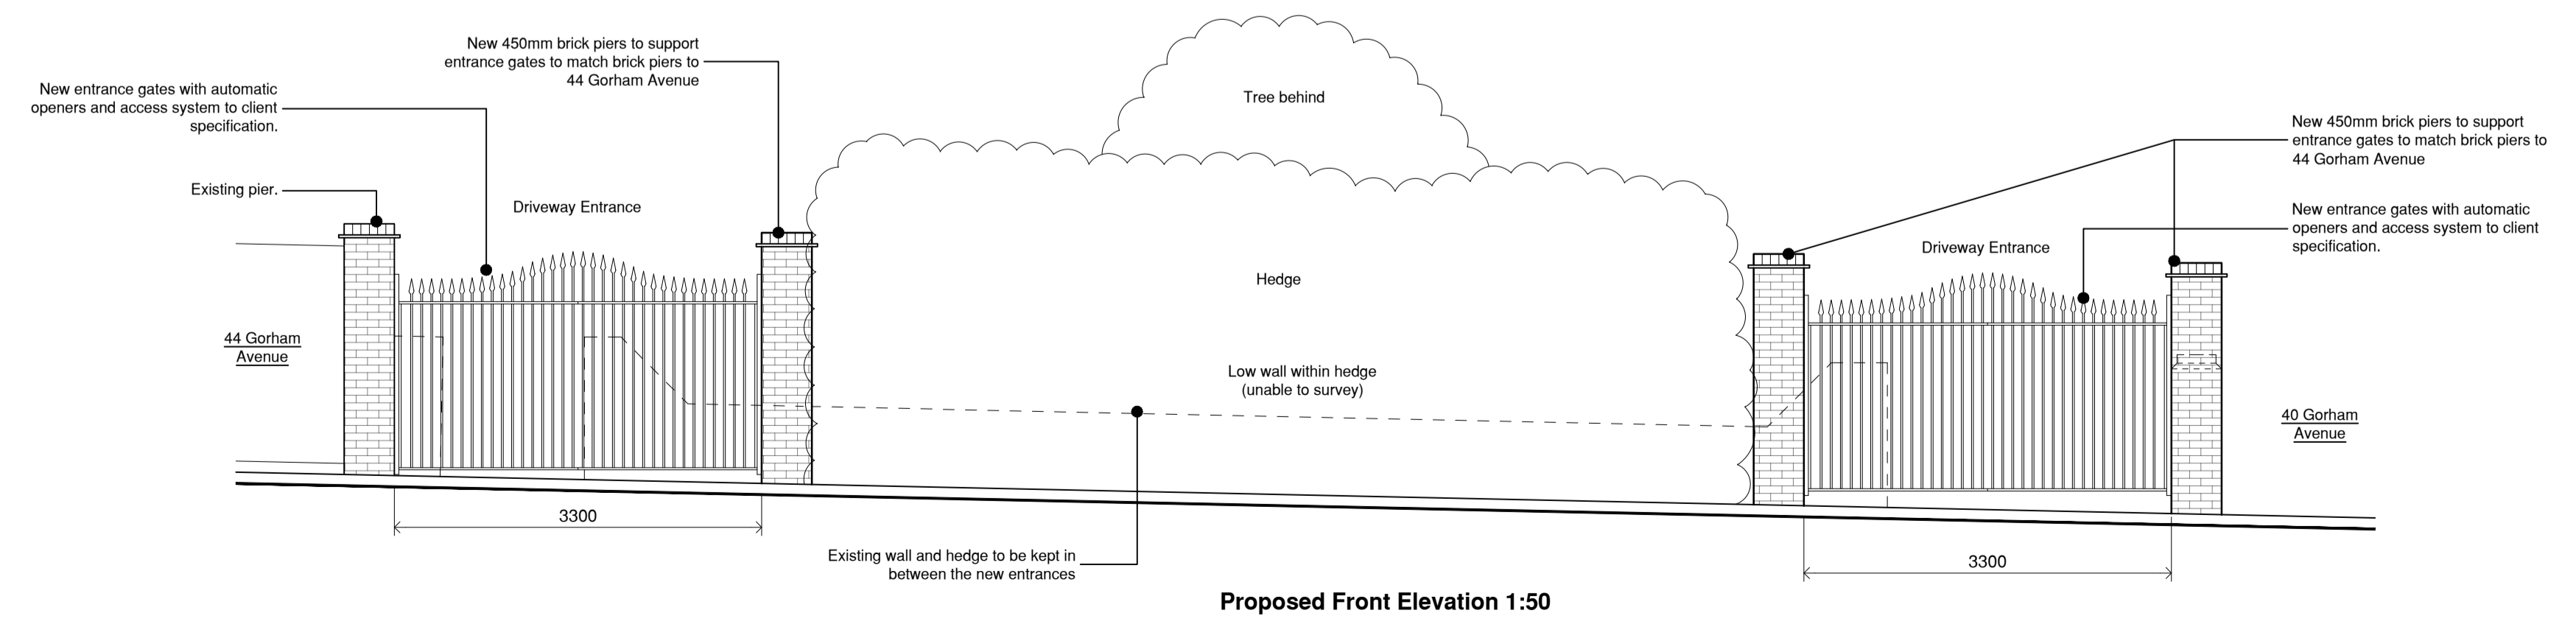 New 450mm brick piers to support
entrance gates to match brick piers to
44 Gorham Avenue
New entrance gates with automatic
openers and access system to client
specification.
Existing pier.
Driveway Entrance
Tree behind
New 450mm brick piers to support
entrance gates to match brick piers to
44 Gorham Avenue
New entrance gates with automatic
openers and access system to client
specification.
Driveway Entrance
Hedge
44 Gorham
Avenue
Low wall within hedge
(unable to survey)
40 Gorham
Avenue
3300
Existing wall and hedge to be kept in
between the new entrances
3300
Proposed Front Elevation 1:50